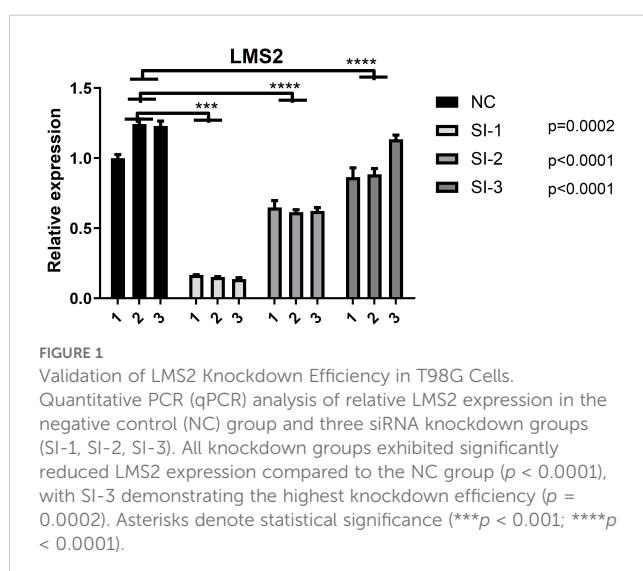 LMS2
****
****
***
Relative expression
1.5
1.0
0.5
0.0
1 2 3 1 2 3 1 2 3 1 2 3
NC
SI-1 p=0.0002
SI-2 p<0.0001
SI-3 p<0.0001
FIGURE 1
Validation of LMS2 Knockdown Efficiency in T98G Cells.
Quantitative PCR (qPCR) analysis of relative LMS2 expression in the
negative control (NC) group and three siRNA knockdown groups
(SI-1, SI-2, SI-3). All knockdown groups exhibited significantly
reduced LMS2 expression compared to the NC group (p < 0.0001),
with SI-3 demonstrating the highest knockdown efficiency (p =
0.0002). Asterisks denote statistical significance (***p < 0.001; ****p
< 0.0001).